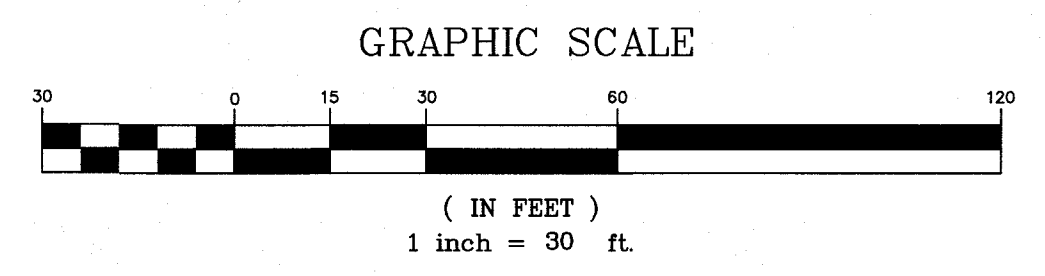 GRAPHIC SCALE
30 0 15 30 60 120
( IN FEET )
1 inch = 30 ft.